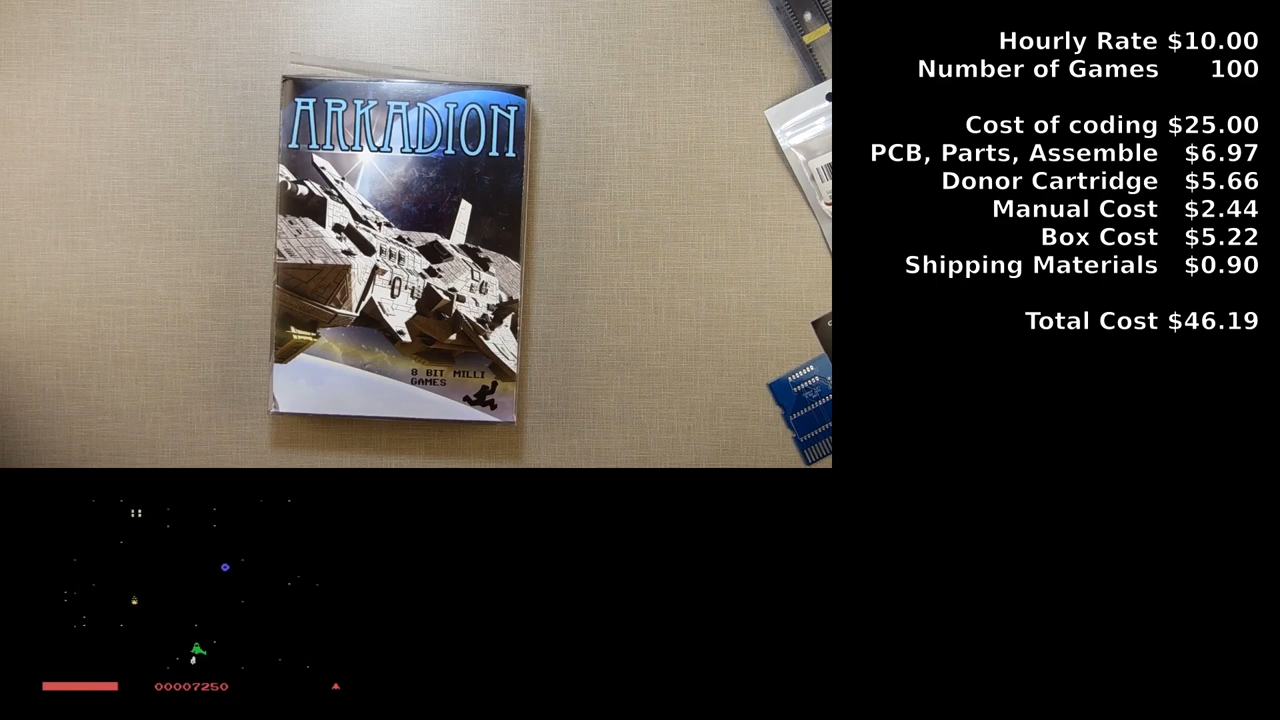 ARKADION
8 BIT MILLI
GAMES
Hourly Rate $10.00
Number of Games 100
Cost of coding $25.00
PCB, Parts, Assemble $6.97
Donor Cartridge $5.66
Manual Cost $2.44
Box Cost $5.22
Shipping Materials $0.90
Total Cost $46.19
00007250